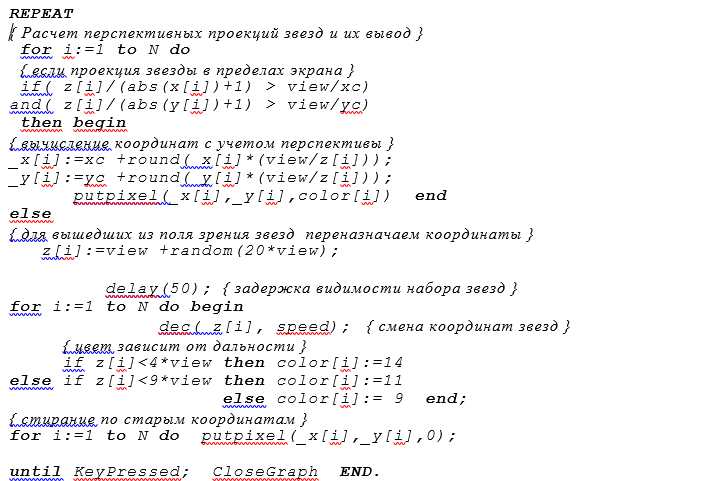 REPEAT
{ Расчет перспективных проекций звезд и их вывод }
for i:=1 to N do
{ если проекция звезды в пределах экрана }
if( z[i]/(abs(x[i])+1) > view/xc)
and( z[i]/(abs(y[i])+1) > view/yc)
then begin
{ вычисление координат с учетом перспективы }
_x[i]:=xc +round( x[i]*(view/z[i]));
_y[i]:=yc +round( y[i]*(view/z[i]));
putpixel(_x[i],_y[i],color[i]) end
else
{ для вышедших из поля зрения звезд переназначаем координаты }
z[i]:=view +random(20*view);
delay(50); { задержка видимости набора звезд }
for i:=1 to N do begin
dec( z[i], speed); { смена координат звезд }
{ цвет зависит от дальности }
if z[i]<4*view then color[i]:=14
else if z[i]<9*view then color[i]:=11
else color[i]:= 9 end;
{ стирание по старым координатам }
for i:=1 to N do putpixel(_x[i],_y[i],0);
until KeyPressed; CloseGraph END.